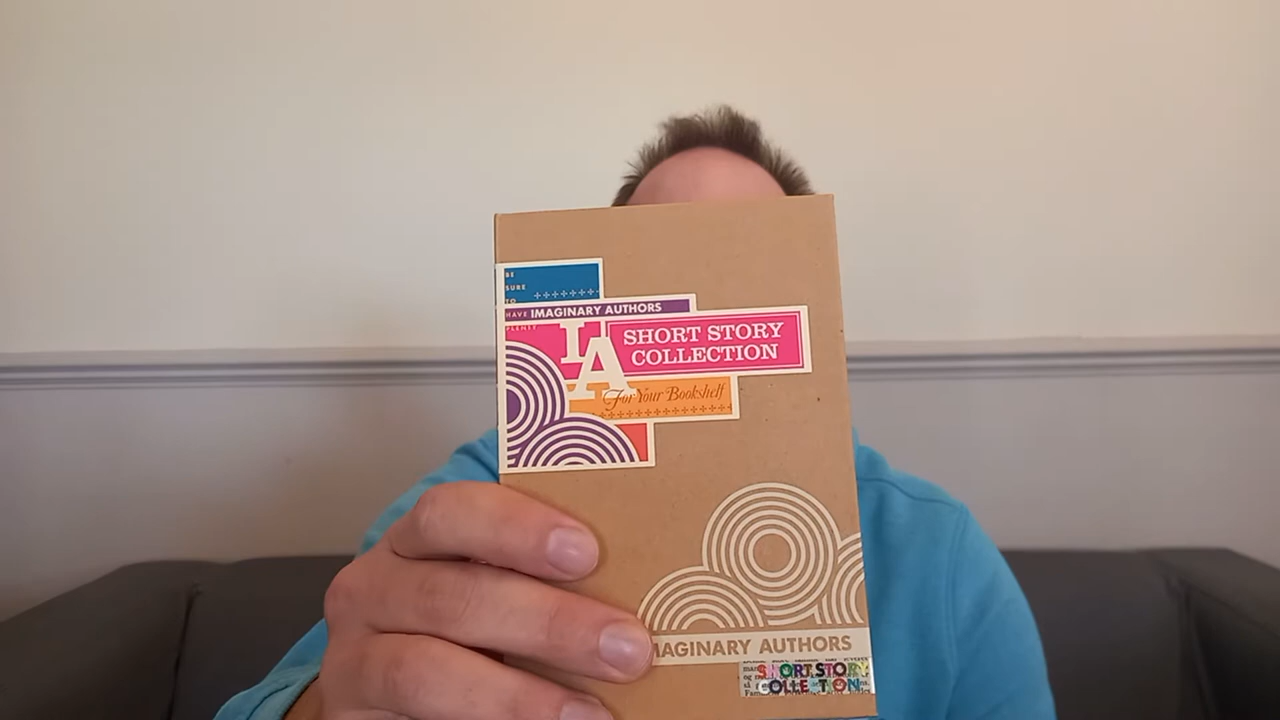 BE
SURE
TO
HAVE
PLENTY
IMAGINARY AUTHORS
IA
SHORT STORY
COLLECTION
For Your Bookshelf
IMAGINARY AUTHORS
SHORT STORY
COLLECTION